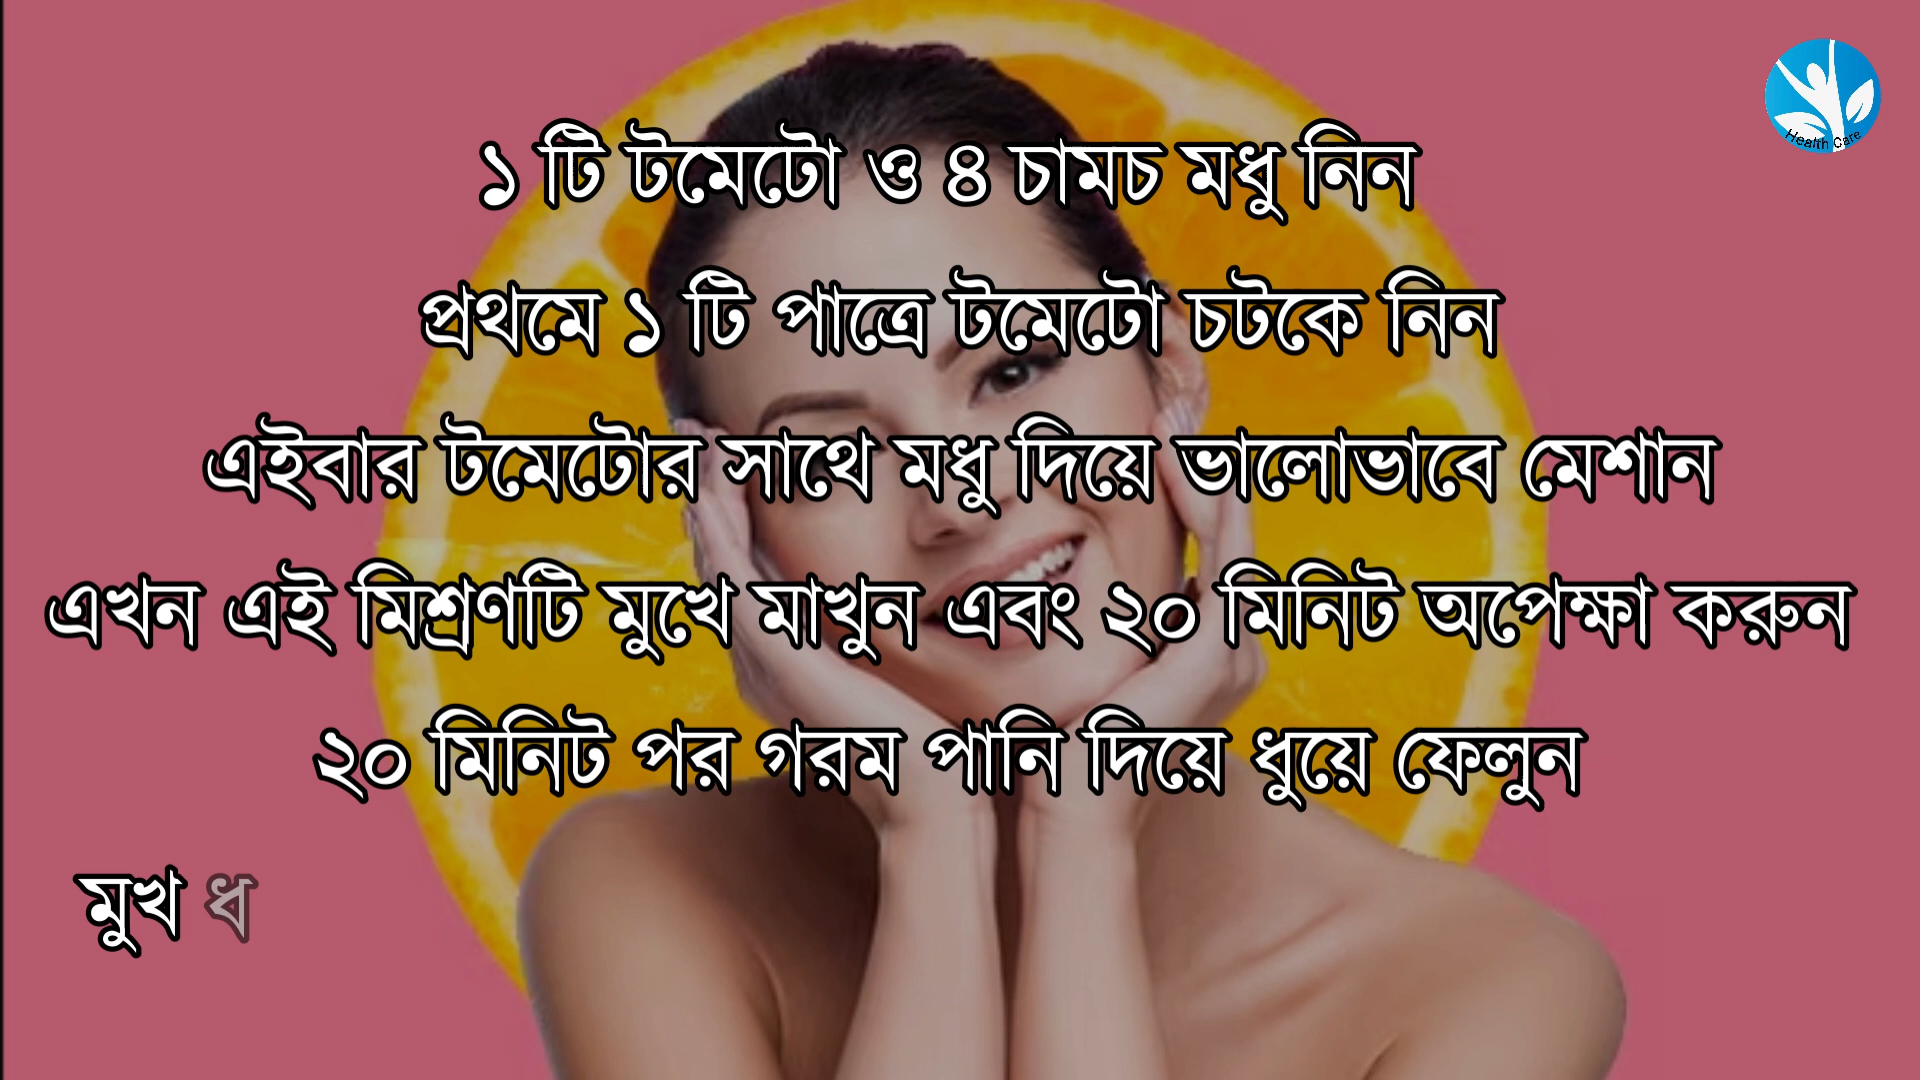 Health Care
১ টি টমেটো ও ৪ চামচ মধু নিন
প্রথমে ১ টি পাত্রে টমেটো চটকে নিন
এইবার টমেটোর সাথে মধু দিয়ে ভালোভাবে মেশান
এখন এই মিশ্রণটি মুখে মাখুন এবং ২০ মিনিট অপেক্ষা করুন
২০ মিনিট পর গরম পানি দিয়ে ধুয়ে ফেলুন
মুখ ধ